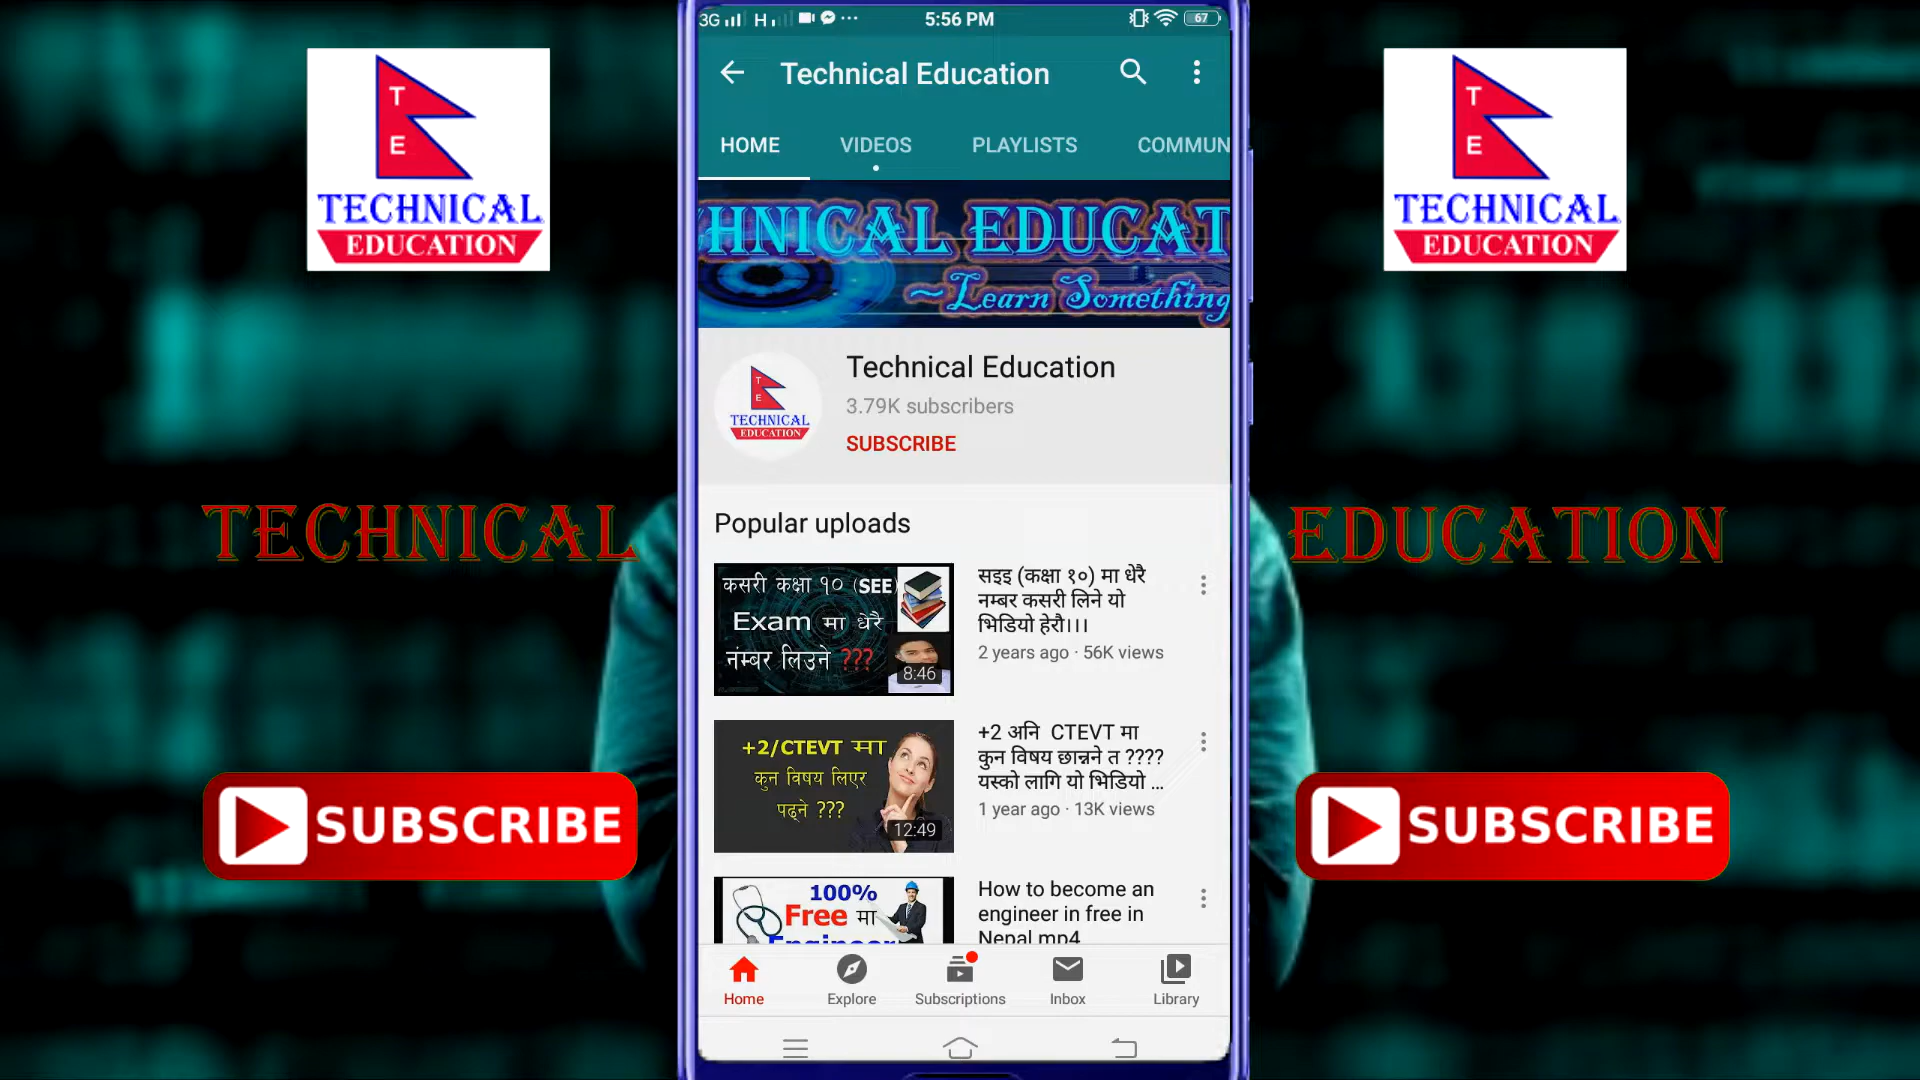 3G H 5:56 PM 67
Technical Education
HOME VIDEOS PLAYLISTS COMMUN
HNICAL EDUCAT
~Learn Something
T
E
TECHNICAL
EDUCATION
T
E
TECHNICAL
EDUCATION
T
E
TECHNICAL
EDUCATION
Technical Education
3.79K subscribers
SUBSCRIBE
TECHNICAL
EDUCATION
Popular uploads
कसरी कक्षा १० (SEE)
Exam मा धेरै
नंम्बर लिउने ???
8:46
सइइ (कक्षा १०) मा धेरै
नम्बर कसरी लिने यो
भिडियो हेरौ।।।
2 years ago · 56K views
+2/CTEVT मा
कुन विषय लिएर
पढ्ने ???
12:49
+2 अनि CTEVT मा
कुन विषय छान्नने त ????
यस्को लागि यो भिडियो ...
1 year ago · 13K views
SUBSCRIBE
SUBSCRIBE
100%
Free मा
Engineer
How to become an
engineer in free in
Nepal.mp4
Home Explore Subscriptions Inbox Library